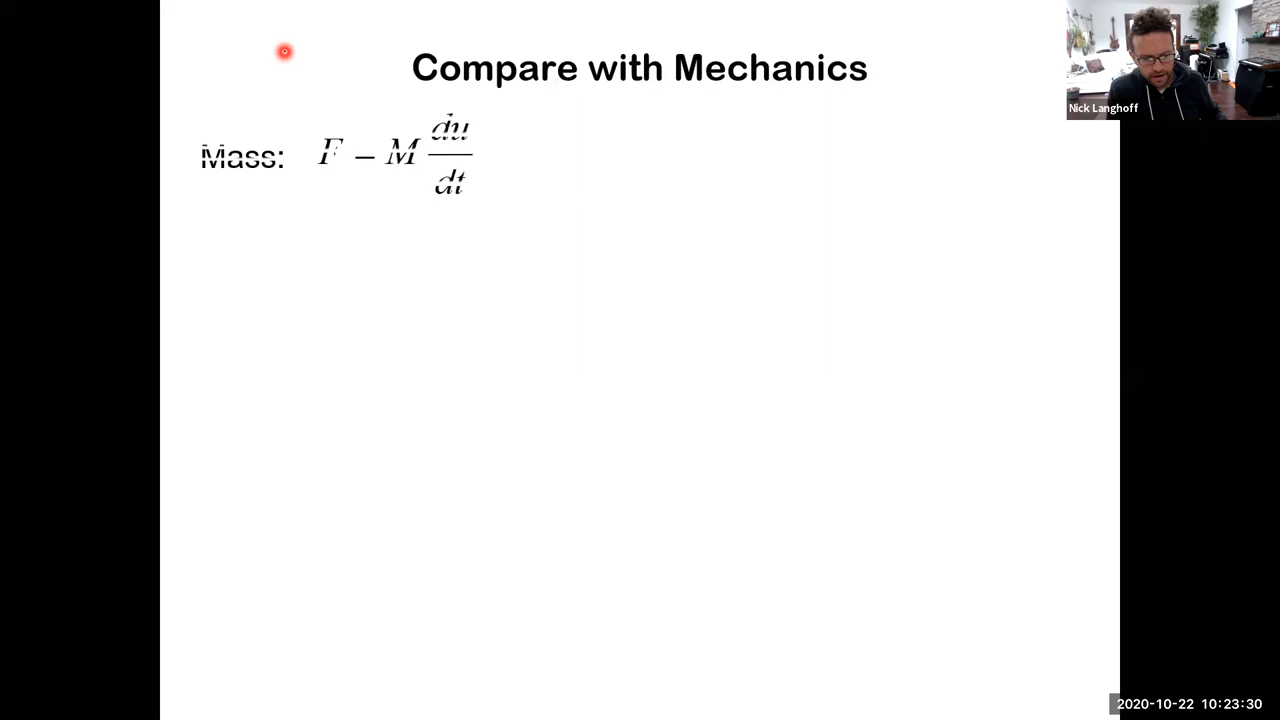 Compare with Mechanics
Nick Langhoff
Mass: F = M du/dt
2020-10-22 10:23:30